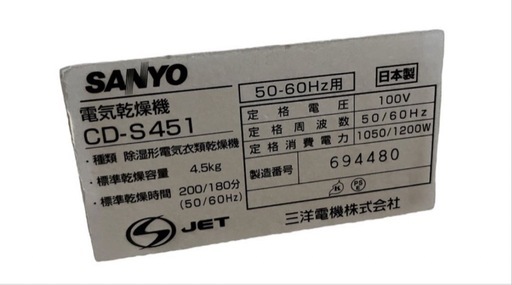 SANYO
電気乾燥機
CD-S451
・種類 除湿形電気衣類乾燥機
・標準乾燥容量 4.5kg
・標準乾燥時間 200/180分
(50/60Hz)
JET
50-60Hz用
日本製
定格電圧 100V
定格周波数 50/60Hz
定格消費電力 1050/1200W
製造番号 694480
三洋電機株式会社